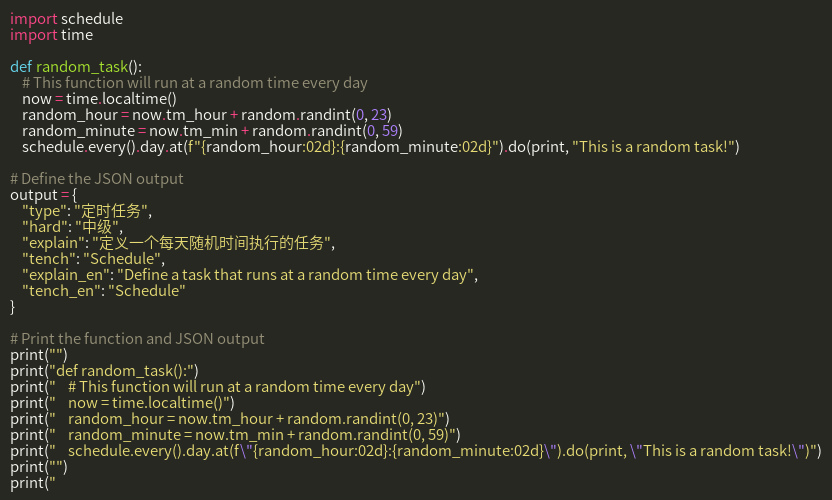 import schedule
import time
def random_task():
    # This function will run at a random time every day
    now = time.localtime()
    random_hour = now.tm_hour + random.randint(0, 23)
    random_minute = now.tm_min + random.randint(0, 59)
    schedule.every().day.at(f"{random_hour:02d}:{random_minute:02d}").do(print, "This is a random task!")
# Define the JSON output
output = {
    "type": "定时任务",
    "hard": "中级",
    "explain": "定义一个每天随机时间执行的任务",
    "tench": "Schedule",
    "explain_en": "Define a task that runs at a random time every day",
    "tench_en": "Schedule"
}
# Print the function and JSON output
print("")
print("def random_task():")
print("    # This function will run at a random time every day")
print("    now = time.localtime()")
print("    random_hour = now.tm_hour + random.randint(0, 23)")
print("    random_minute = now.tm_min + random.randint(0, 59)")
print("    schedule.every().day.at(f\"{random_hour:02d}:{random_minute:02d}\").do(print, \"This is a random task!\")")
print("")
print("